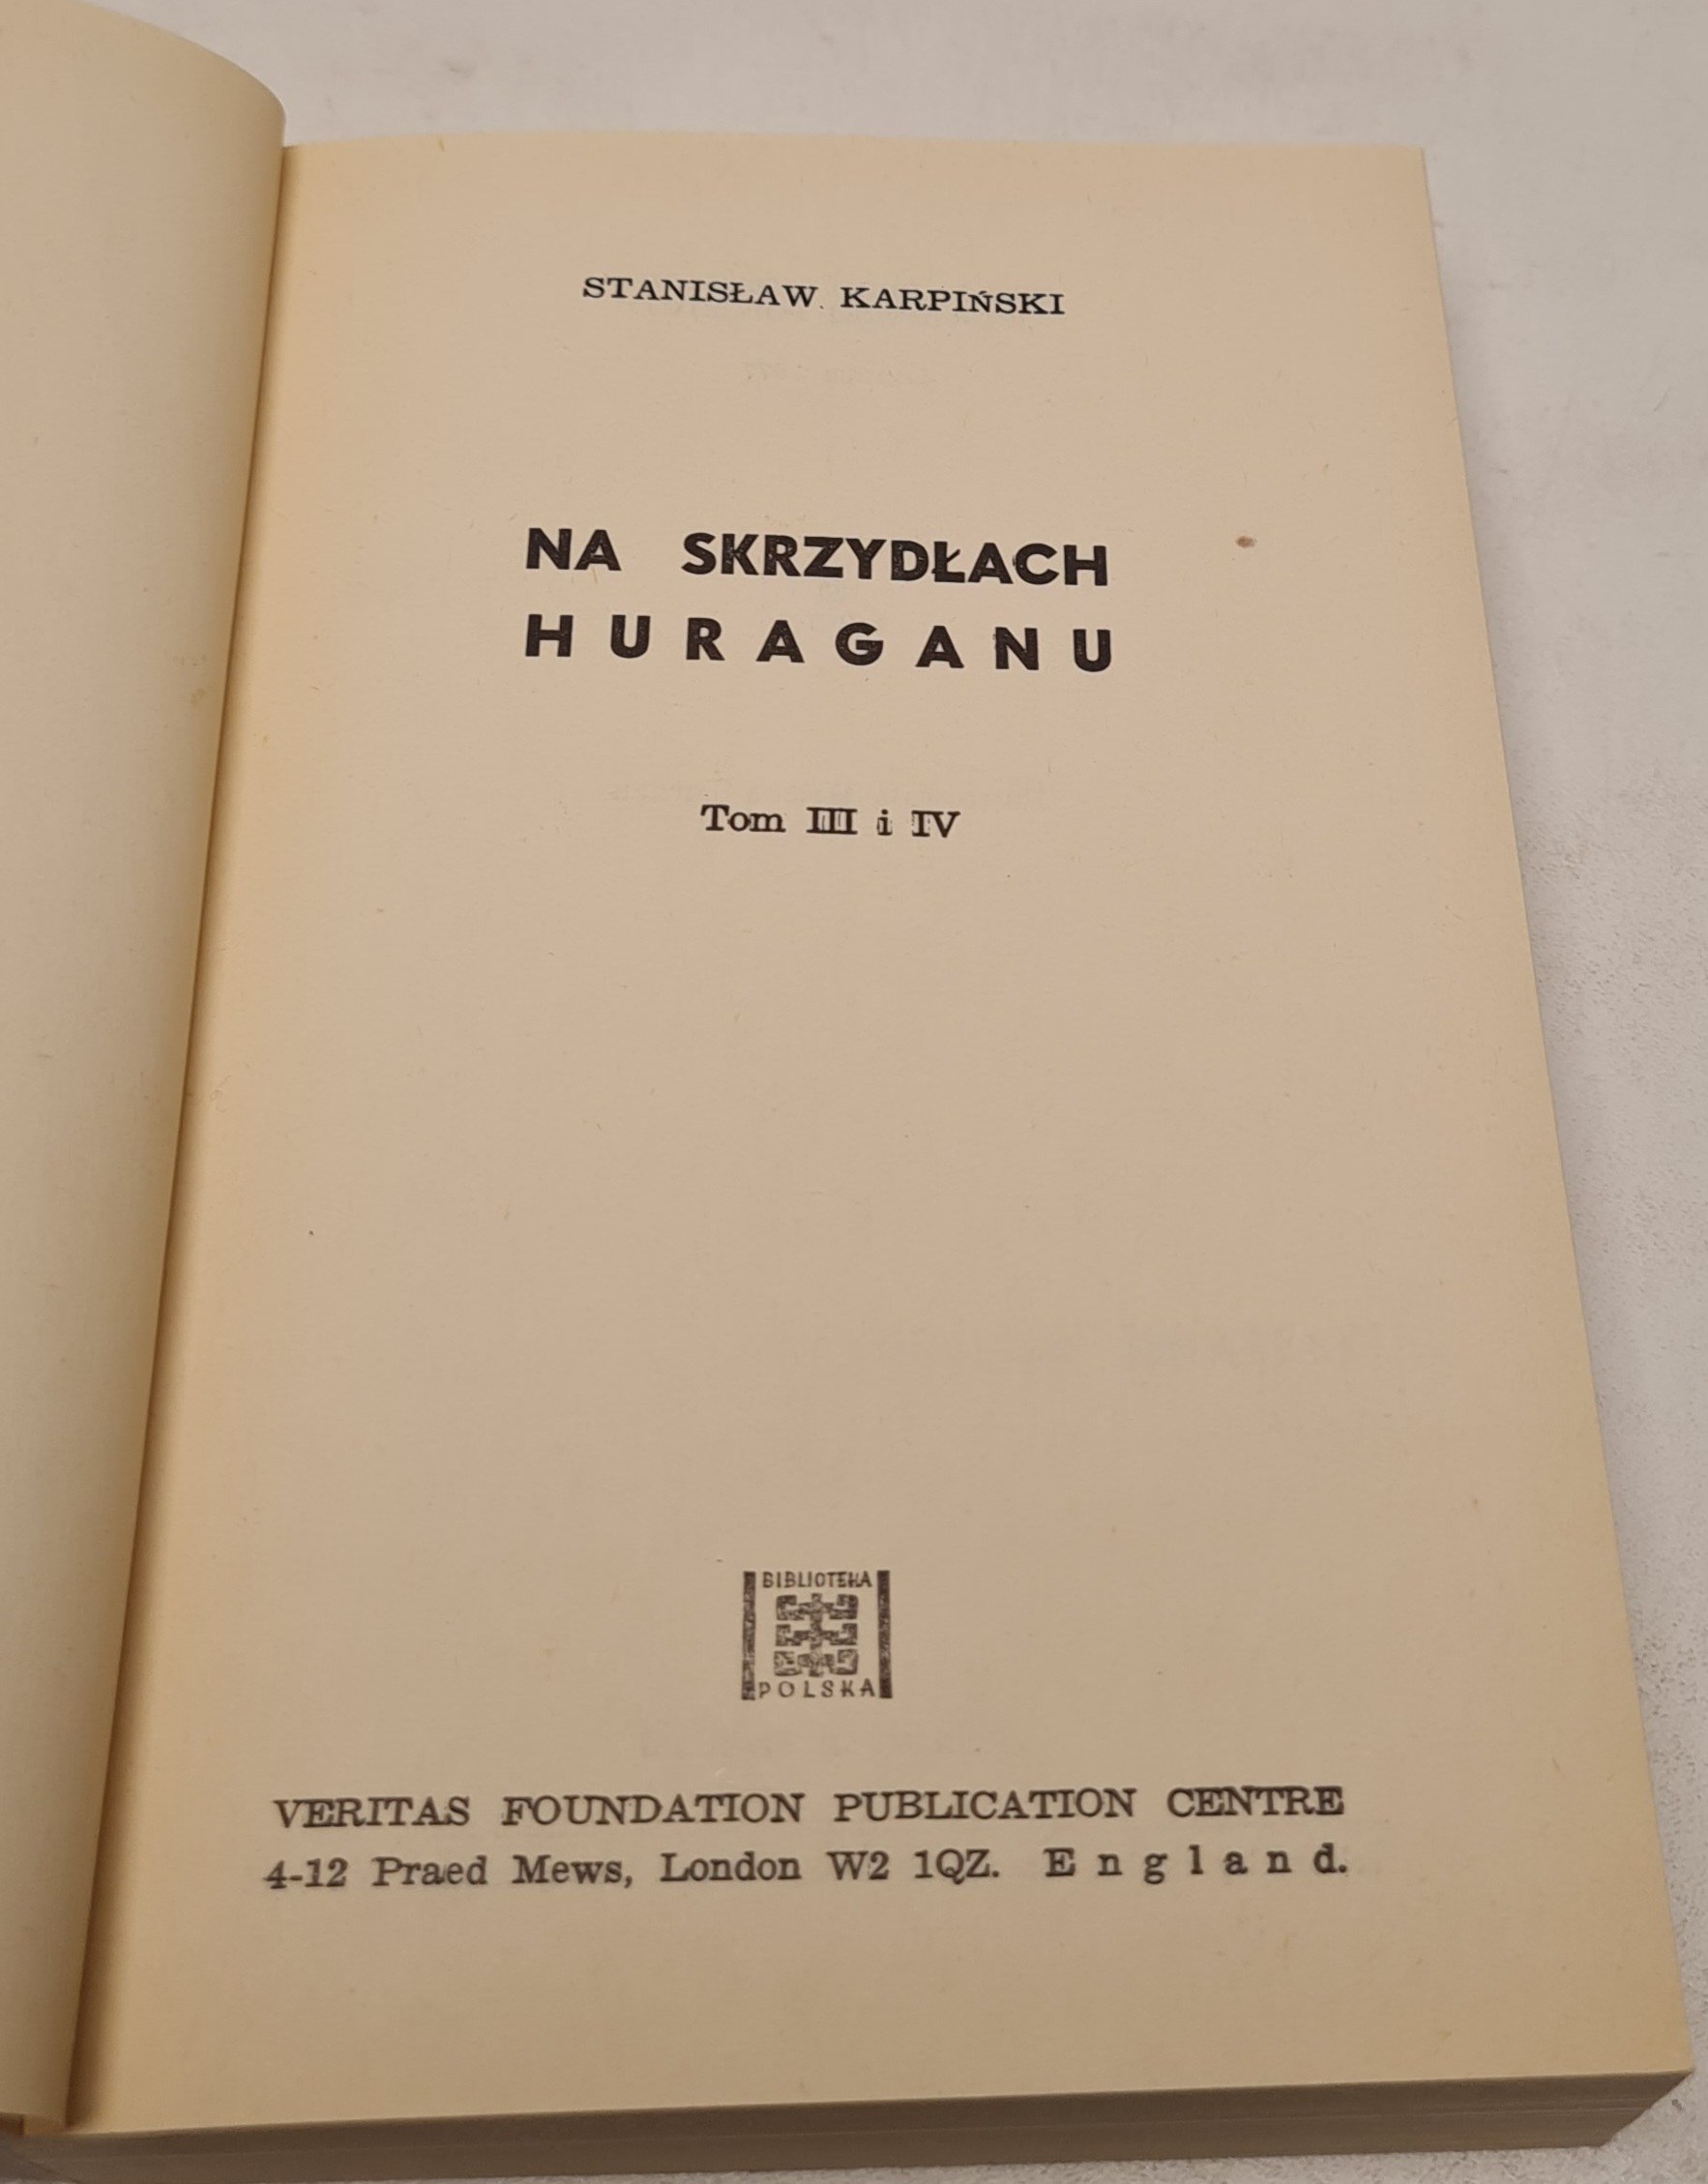 STANISŁAW KARPIŃSKI
NA SKRZYDŁACH
HURAGANU
Tom III i IV
BIBLIOTEKA
POLSKA
VERITAS FOUNDATION PUBLICATION CENTRE
4-12 Praed Mews, London W2 1QZ. England.